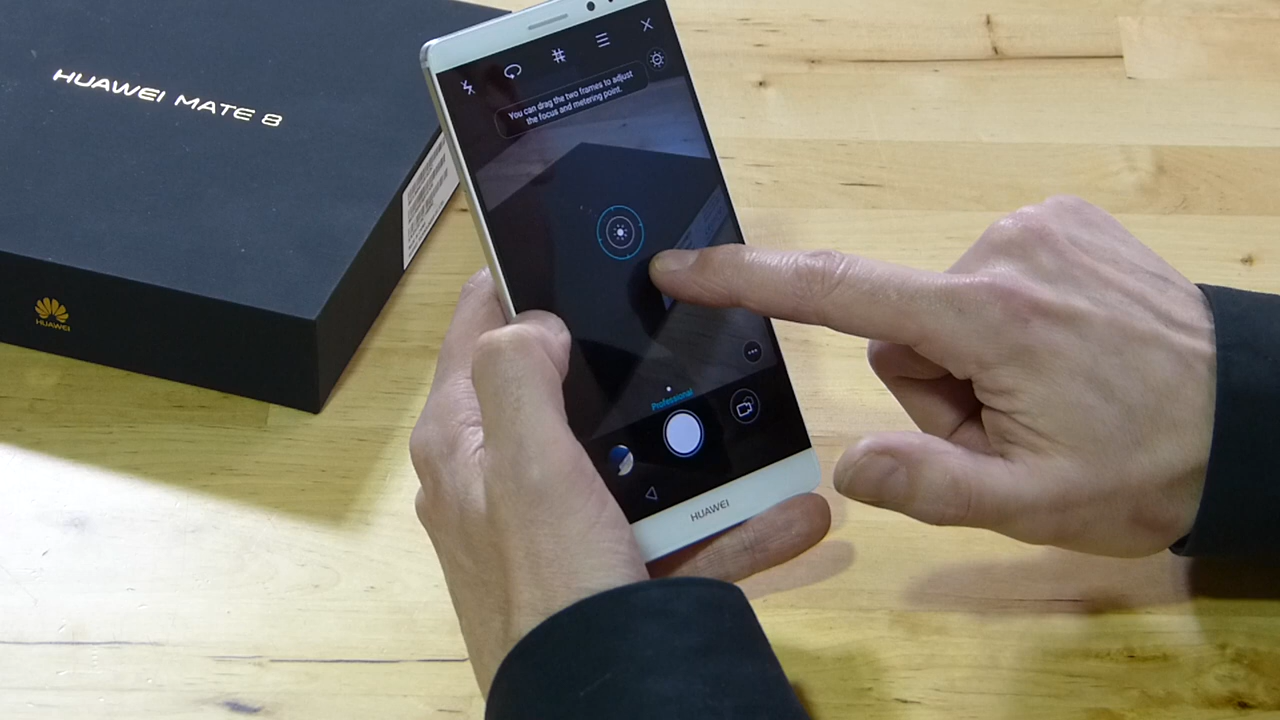 HUAWEI MATE 8
HUAWEI
You can drag the two frames to adjust
the focus and metering point.
Professional
HUAWEI